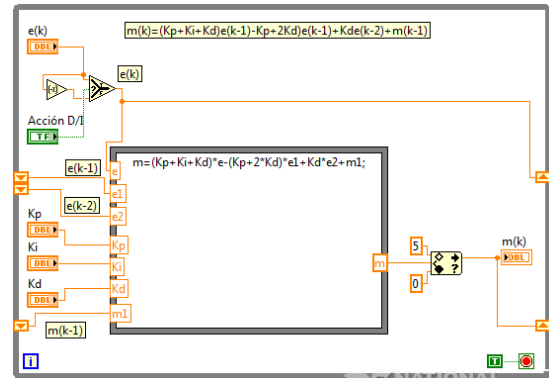 e(k)
DBL
m(k)=(Kp+Ki+Kd)e(k-1)-Kp+2Kd)e(k-1)+Kde(k-2)+m(k-1)
[-x]
? T F
e(k)
Acción D/I
TF
m=(Kp+Ki+Kd)*e-(Kp+2*Kd)*e1+Kd*e2+m1;
e(k-1)
e
e1
e(k-2)
e2
Kp
DBL
Kp
Ki
DBL
Ki
Kd
DBL
Kd
m1
m(k-1)
m
5
0
?
m(k)
DBL
i
T
NATIONAL